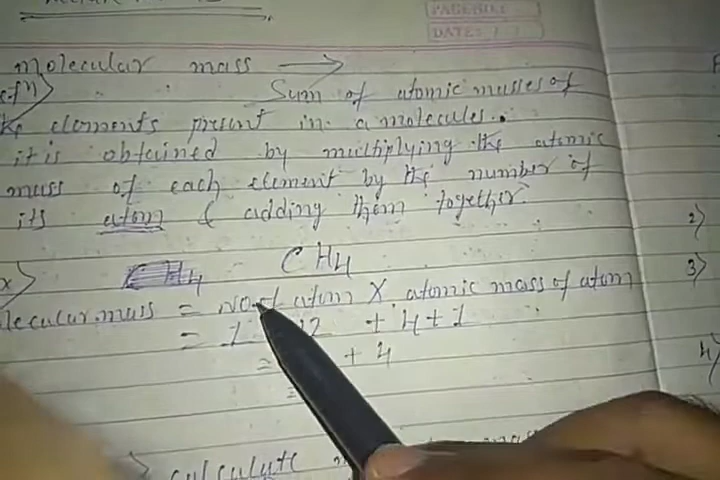 PAGE NO.:
DATE: / /
molecular mass →
Sum of atomic masses of
the elements present in a molecules.
it is obtained by multiplying the atomic
mass of each element by the number of
its atom & adding them together.
CH4
CH4
lecular mass = No of atom X atomic mass of atom
= 1 12 + 4 + 1
= + 4
=
calculate
2)
3)
4)